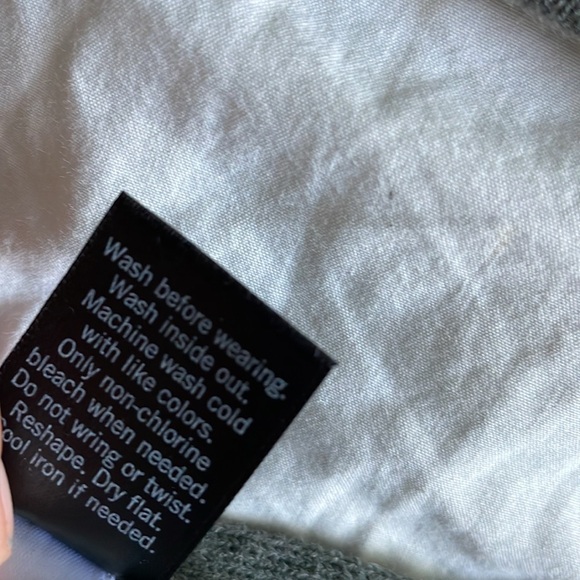 Wash before wearing.
Wash inside out.
Machine wash cold
with like colors.
Only non-chlorine
bleach when needed.
Do not wring or twist.
Reshape. Dry flat.
ool iron if needed.